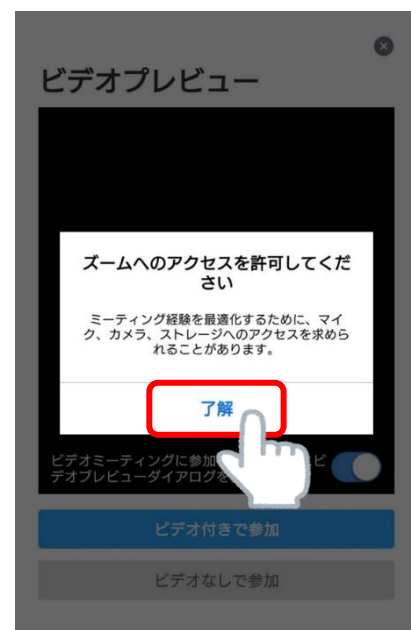 ビデオプレビュー
ズームへのアクセスを許可してくだ
さい
ミーティング経験を最適化するために、マイ
ク、カメラ、ストレージへのアクセスを求めら
れることがあります。
了解
ビデオミーティングに参加 ビ
デオプレビューダイアログを
ビデオ付きで参加
ビデオなしで参加